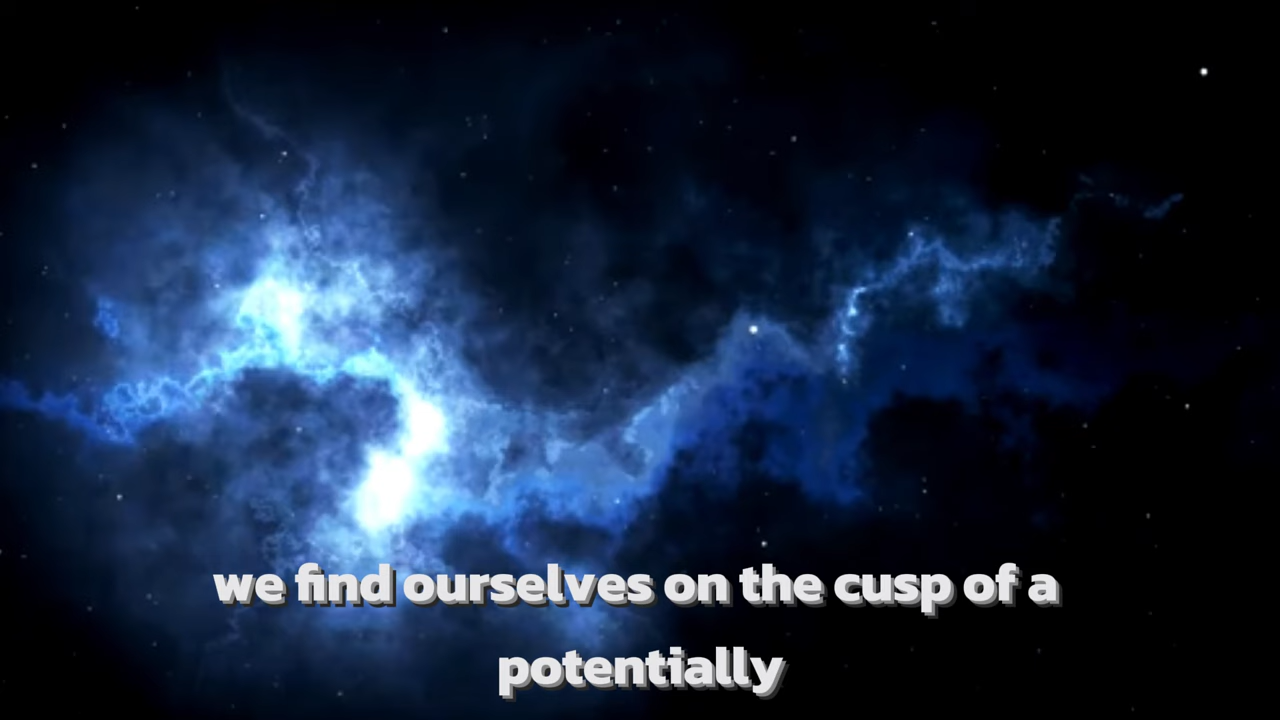 we find ourselves on the cusp of a
potentially